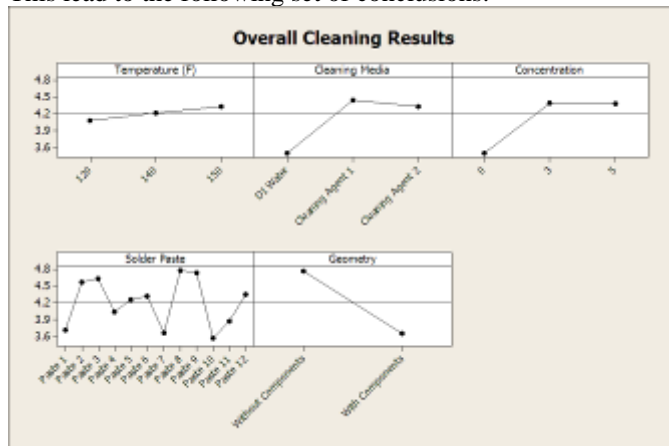 This lead to the following set of conclusions:
Overall Cleaning Results
Temperature (F) Cleaning Media Concentration
4.8
4.5
4.2
3.9
3.6
120 140 150 DI Water Cleaning Agent 1 Cleaning Agent 2 0 3 5
Solder Paste Geometry
4.8
4.5
4.2
3.9
3.6
Paste 1 Paste 2 Paste 3 Paste 4 Paste 5 Paste 6 Paste 7 Paste 8 Paste 9 Paste 10 Paste 11 Paste 12 Without Components With Components